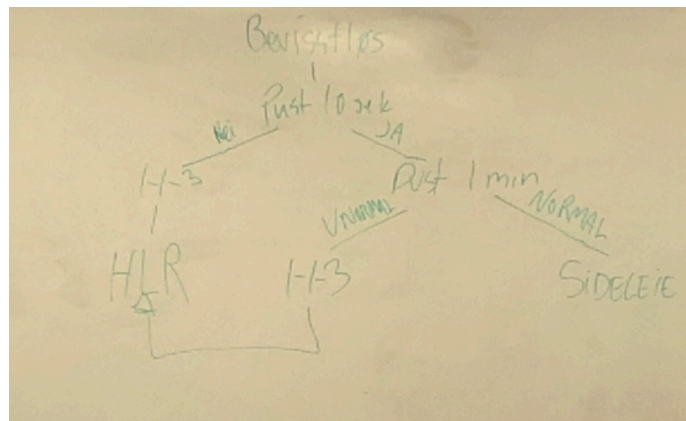 Bevisstløs
Pust 10 sek
Nei
JA
1-1-3
Pust 1 min
UNORMAL
NORMAL
HLR
1-1-3
SiDELEiE